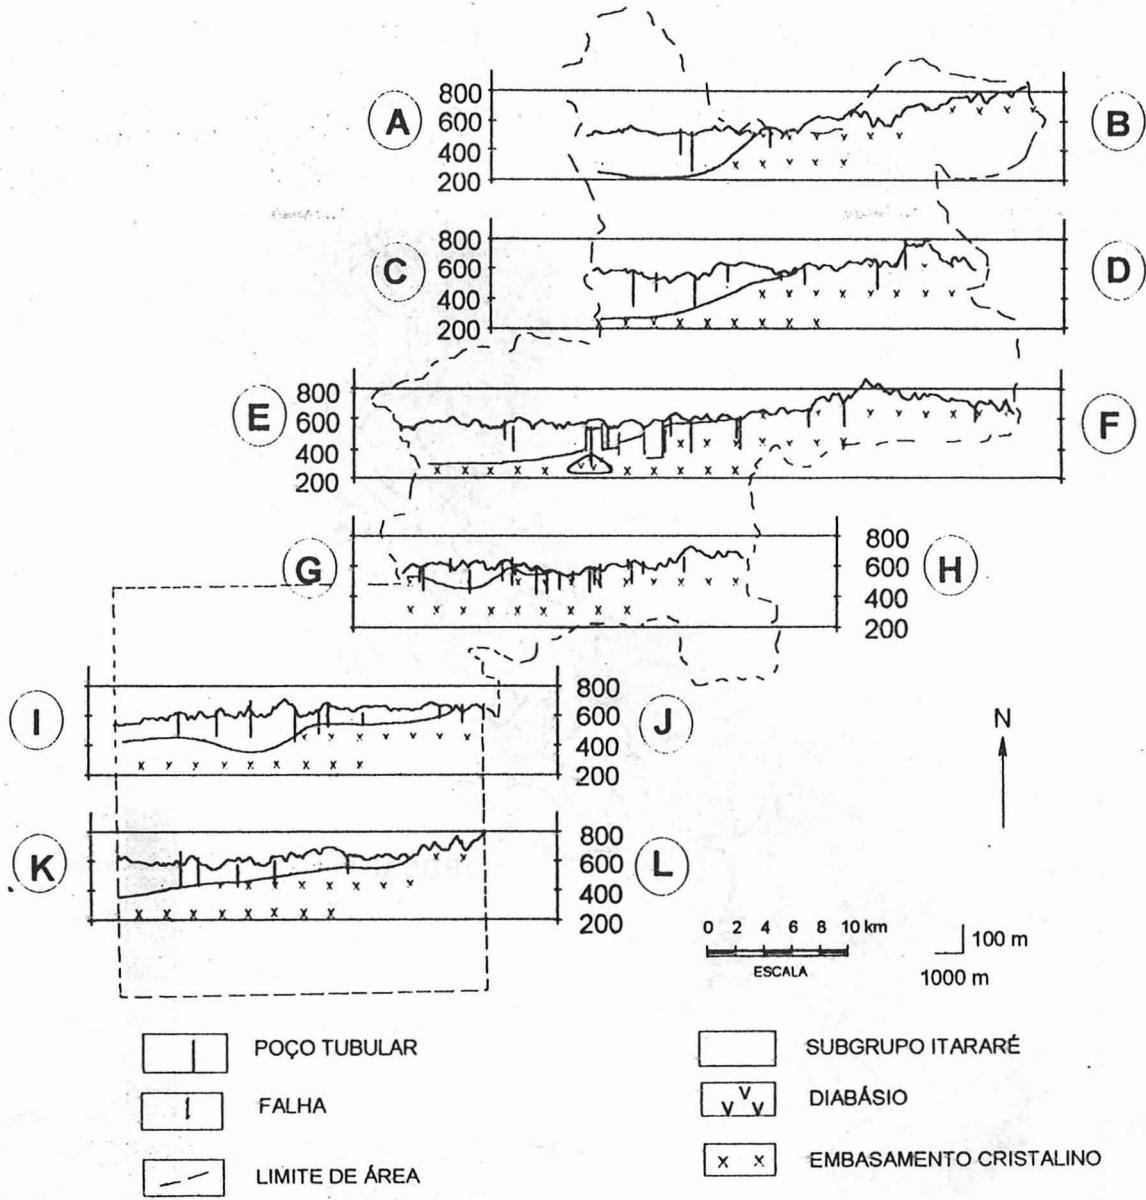 A 800 600 400 200 B
C 800 600 400 200 D
E 800 600 400 200 F
G 800 600 400 200 H
I 800 600 400 200 J
K 800 600 400 200 L
N
0 2 4 6 8 10 km
ESCALA
100 m
1000 m
POÇO TUBULAR
FALHA
LIMITE DE ÁREA
SUBGRUPO ITARARÉ
DIABÁSIO
EMBASAMENTO CRISTALINO